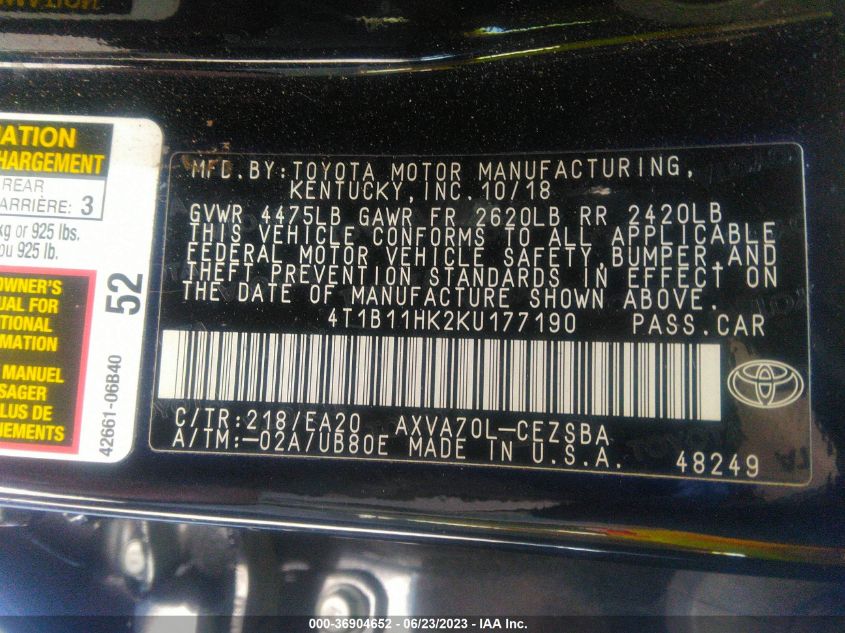 MATION
HARGEMENT
REAR
ARRIÈRE: 3
kg or 925 lbs.
ou 925 lb.
OWNER'S
UAL FOR
TIONAL
RMATION
MANUEL
SAGER
PLUS DE
NEMENTS
52
42661-06B40
MFD.BY:TOYOTA MOTOR MANUFACTURING,
KENTUCKY,INC.10/18
GVWR 4475LB GAWR FR 2620LB RR 2420LB
THIS VEHICLE CONFORMS TO ALL APPLICABLE
FEDERAL MOTOR VEHICLE SAFETY,BUMPER,AND
THEFT PREVENTION STANDARDS IN EFFECT ON
THE DATE OF MANUFACTURE SHOWN ABOVE.
4T1B11HK2KU177190 PASS.CAR
C/TR:218/EA20 AXVA70L-CEZSBA
A/TM:-02A/UB80E MADE IN U.S.A.
48249
000-36904652 / 06/23/2023 - IAA Inc.